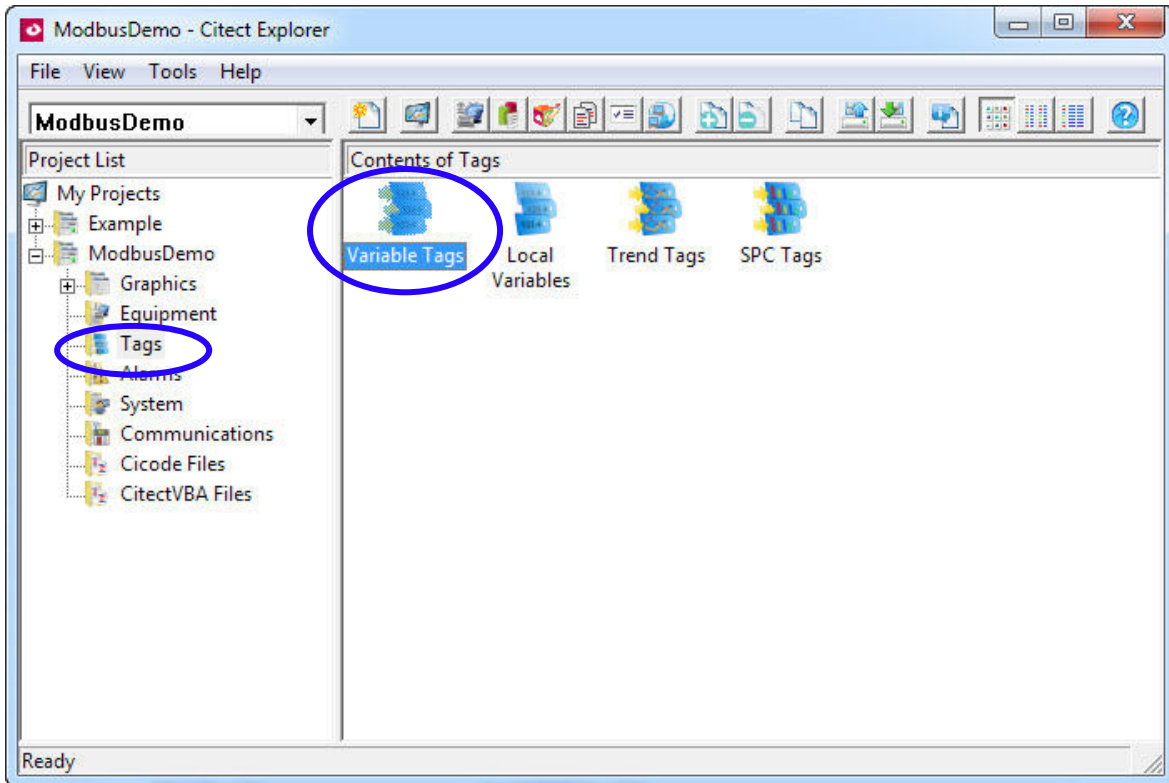 ModbusDemo - Citect Explorer
File View Tools Help
ModbusDemo
Project List
My Projects
Example
ModbusDemo
Graphics
Equipment
Tags
Alarms
System
Communications
Cicode Files
CitectVBA Files
Contents of Tags
Variable Tags
Local
Variables
Trend Tags
SPC Tags
Ready